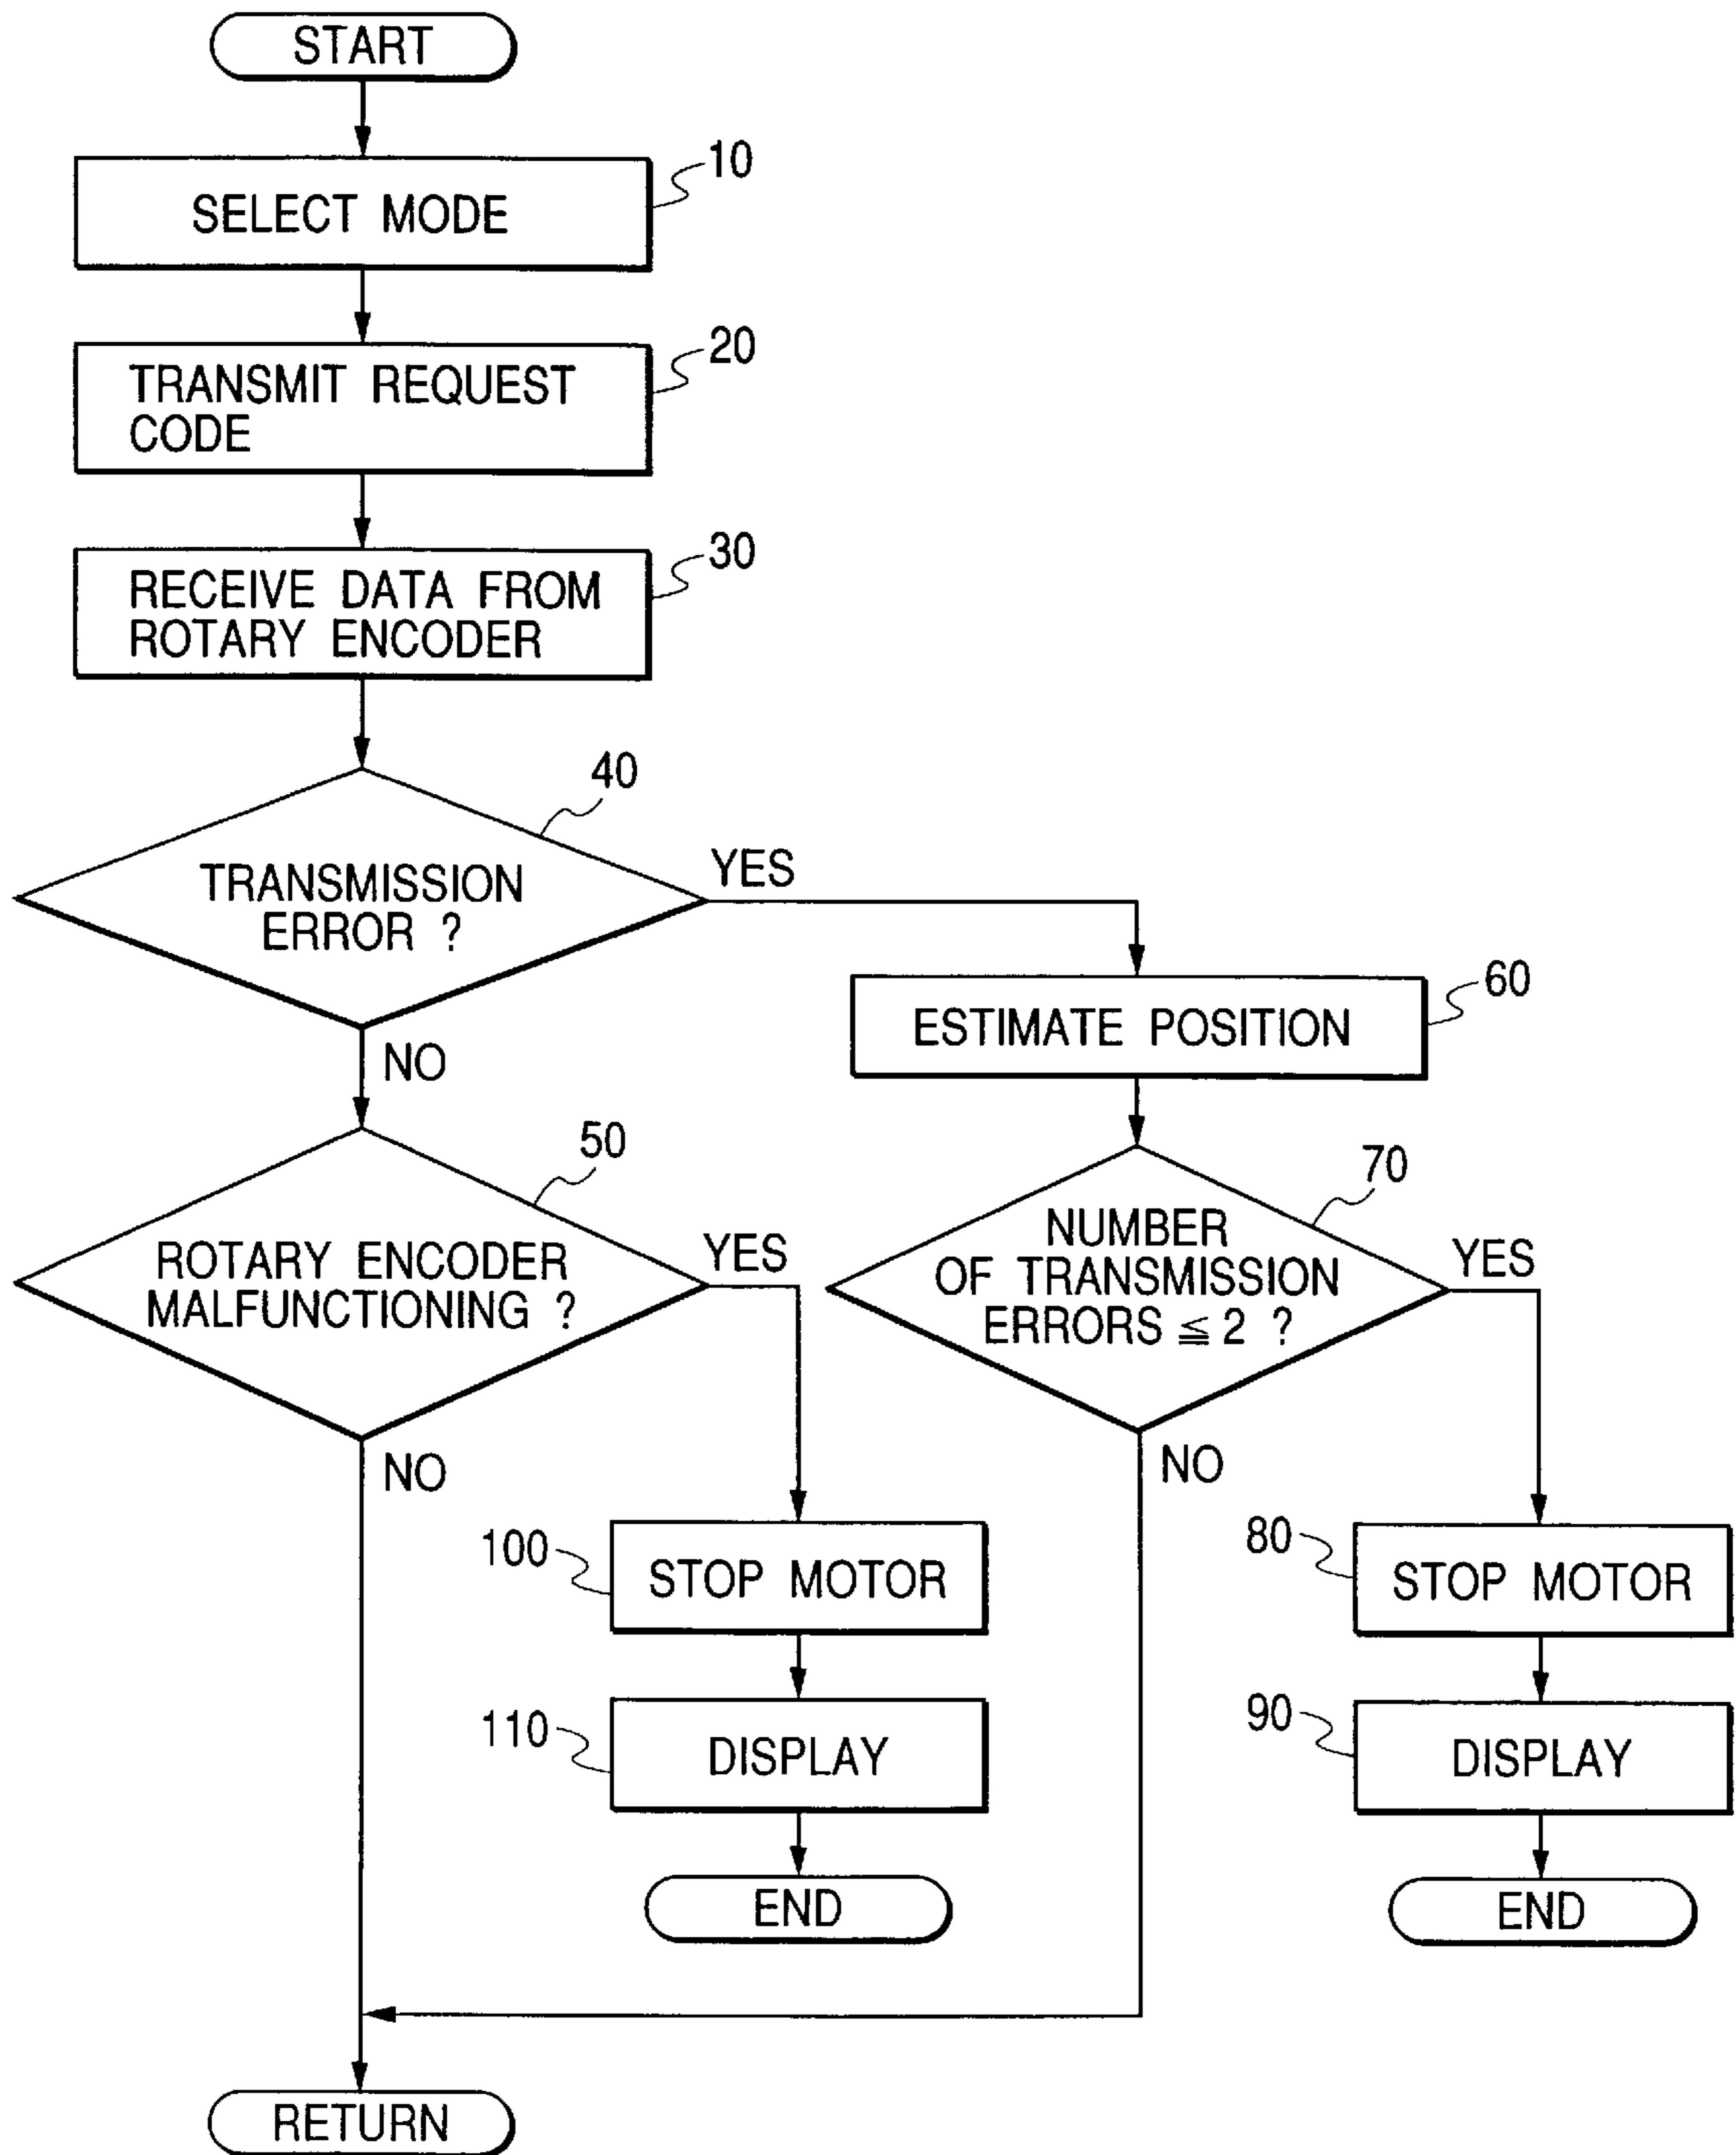 START
SELECT MODE
10
TRANSMIT REQUEST
CODE
20
RECEIVE DATA FROM
ROTARY ENCODER
30
40
TRANSMISSION
ERROR ?
YES
NO
60
ESTIMATE POSITION
50
ROTARY ENCODER
MALFUNCTIONING ?
YES
NO
70
NUMBER
OF TRANSMISSION
ERRORS ≦ 2 ?
YES
NO
100
STOP MOTOR
80
STOP MOTOR
110
DISPLAY
90
DISPLAY
END
END
RETURN